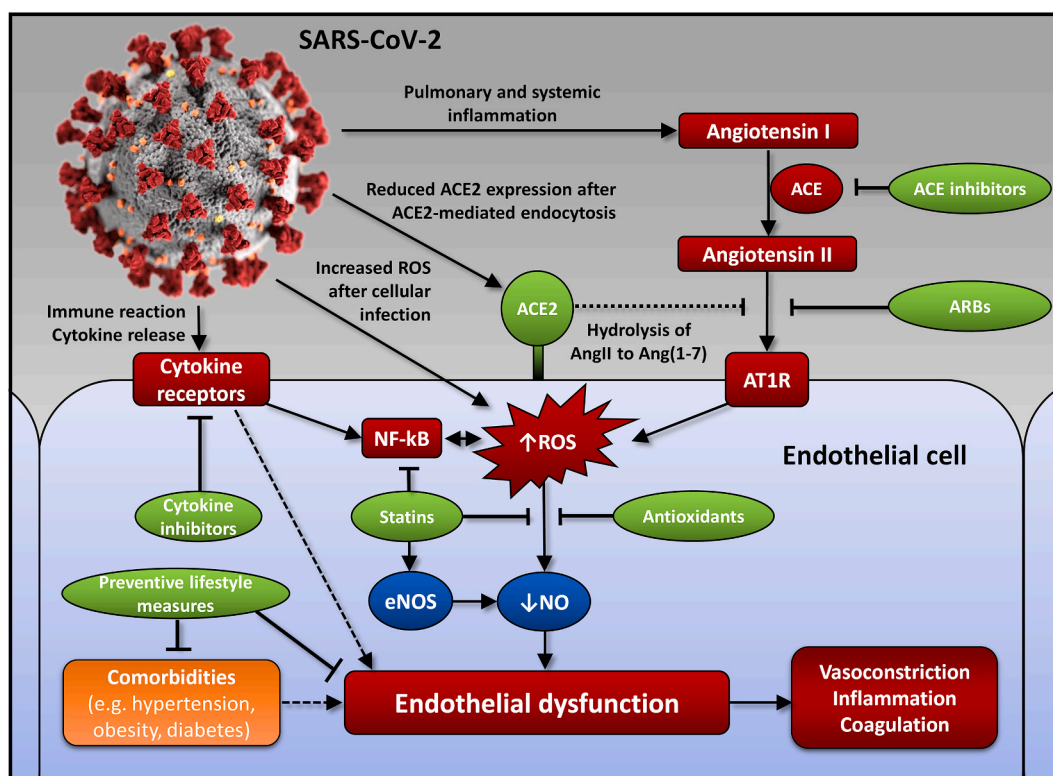 SARS-CoV-2
Pulmonary and systemic
inflammation
Angiotensin I
ACE
ACE inhibitors
Reduced ACE2 expression after
ACE2-mediated endocytosis
Angiotensin II
Increased ROS
after cellular
infection
ACE2
ARBs
Immune reaction
Cytokine release
Hydrolysis of
AngII to Ang(1-7)
Cytokine
receptors
AT1R
NF-kB
↑ROS
Endothelial cell
Cytokine
inhibitors
Statins
Antioxidants
Preventive lifestyle
measures
eNOS
↓NO
Comorbidities
(e.g. hypertension,
obesity, diabetes)
Endothelial dysfunction
Vasoconstriction
Inflammation
Coagulation